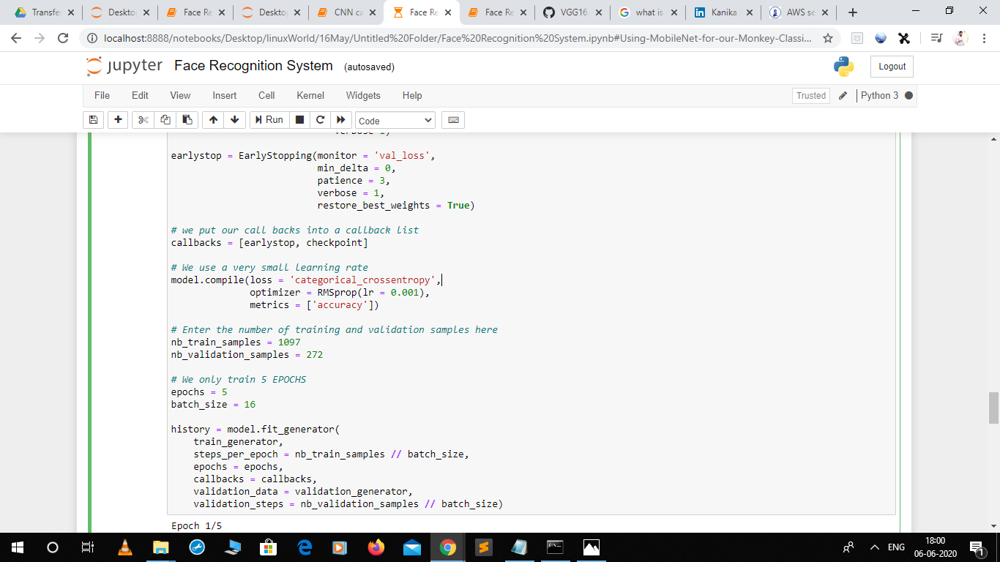 Transfe
Deskto
Face Re
Deskto
CNN ca
Face Re
Face Re
VGG16.
what is
Kanika
AWS se
localhost:8888/notebooks/Desktop/linuxWorld/16May/Untitled%20Folder/Face%20Recognition%20System.ipynb#Using-MobileNet-for-our-Monkey-Classi...
jupyter Face Recognition System (autosaved)
Logout
File Edit View Insert Cell Kernel Widgets Help
Trusted Python 3
Run Code
earlystop = EarlyStopping(monitor = 'val_loss',
min_delta = 0,
patience = 3,
verbose = 1,
restore_best_weights = True)
# we put our call backs into a callback list
callbacks = [earlystop, checkpoint]
# We use a very small learning rate
model.compile(loss = 'categorical_crossentropy',
optimizer = RMSprop(lr = 0.001),
metrics = ['accuracy'])
# Enter the number of training and validation samples here
nb_train_samples = 1097
nb_validation_samples = 272
# We only train 5 EPOCHS
epochs = 5
batch_size = 16
history = model.fit_generator(
train_generator,
steps_per_epoch = nb_train_samples // batch_size,
epochs = epochs,
callbacks = callbacks,
validation_data = validation_generator,
validation_steps = nb_validation_samples // batch_size)
Epoch 1/5
ENG
18:00
06-06-2020
1